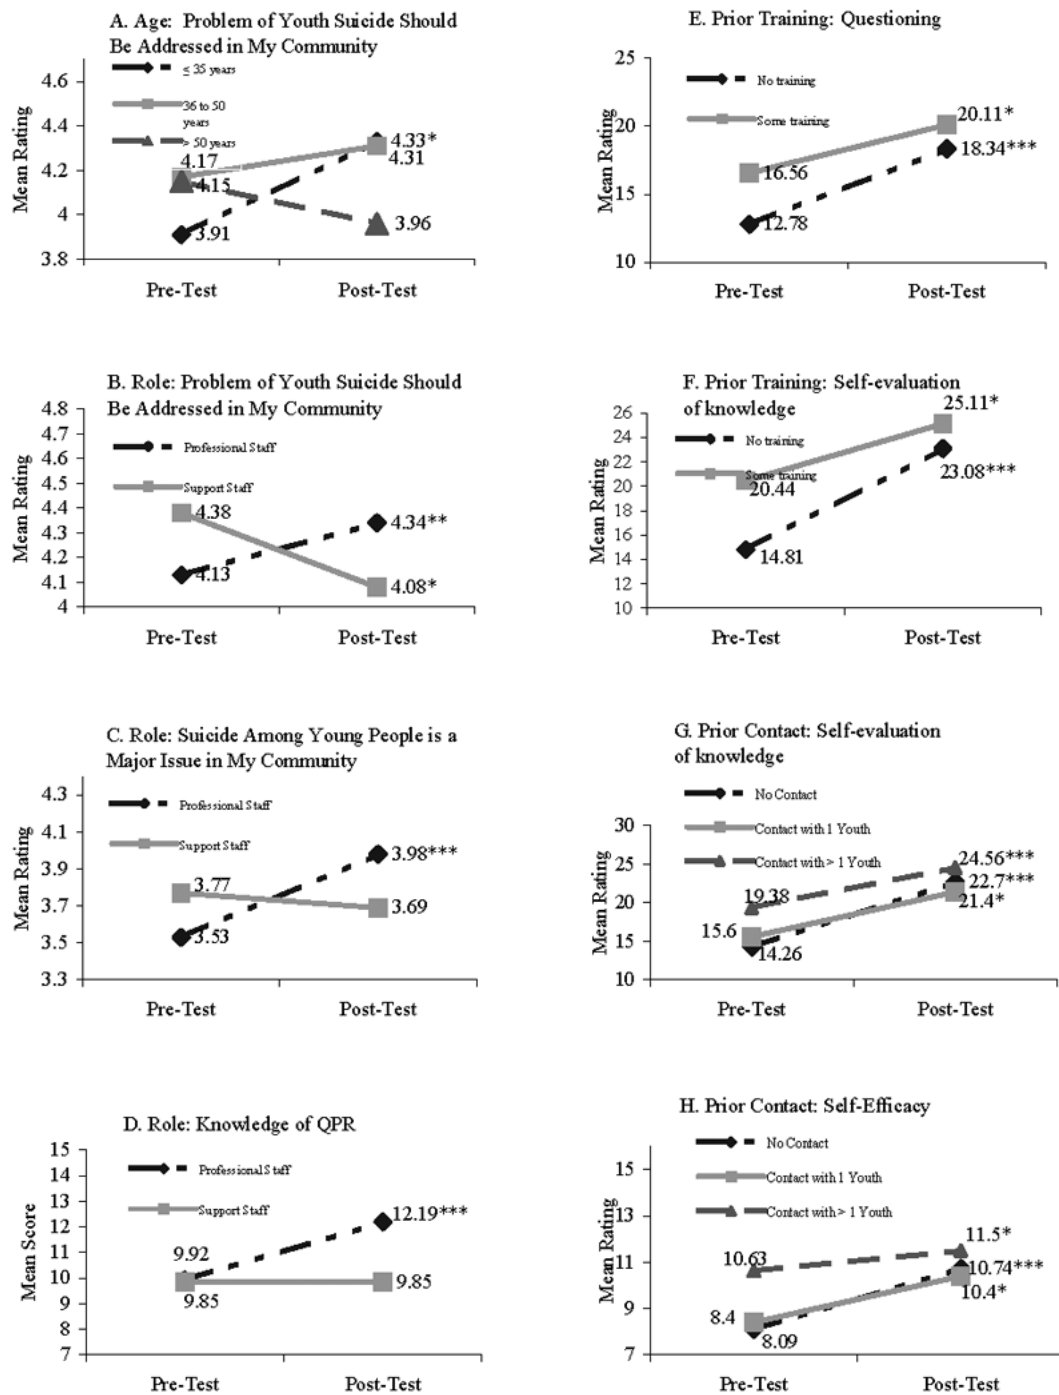 A. Age: Problem of Youth Suicide Should
Be Addressed in My Community
4.6
4.4
4.2
4
3.8
Mean Rating
≤ 35 years
36 to 50
years
> 50 years
4.17
4.15
3.91
4.33*
4.31
3.96
Pre-Test
Post-Test
E. Prior Training: Questioning
25
20
15
10
Mean Rating
No training
Some training
16.56
12.78
20.11*
18.34***
Pre-Test
Post-Test
B. Role: Problem of Youth Suicide Should
Be Addressed in My Community
4.8
4.7
4.6
4.5
4.4
4.3
4.2
4.1
4
Mean Rating
Professional Staff
Support Staff
4.38
4.13
4.34**
4.08*
Pre-Test
Post-Test
F. Prior Training: Self-evaluation
of knowledge
26
24
22
20
18
16
14
12
10
Mean Rating
No training
Some training
20.44
14.81
25.11*
23.08***
Pre-Test
Post-Test
C. Role: Suicide Among Young People is a
Major Issue in My Community
4.3
4.1
3.9
3.7
3.5
3.3
Mean Rating
Professional Staff
Support Staff
3.77
3.53
3.98***
3.69
Pre-Test
Post-Test
G. Prior Contact: Self-evaluation
of knowledge
30
25
20
15
10
Mean Rating
No Contact
Contact with 1 Youth
Contact with > 1 Youth
19.38
15.6
14.26
24.56***
22.7***
21.4*
Pre-Test
Post-Test
D. Role: Knowledge of QPR
15
14
13
12
11
10
9
8
7
Mean Score
Professional Staff
Support Staff
9.92
9.85
12.19***
9.85
Pre-Test
Post-Test
H. Prior Contact: Self-Efficacy
15
13
11
9
7
Mean Rating
No Contact
Contact with 1 Youth
Contact with > 1 Youth
10.63
8.4
8.09
11.5*
10.74***
10.4*
Pre-Test
Post-Test